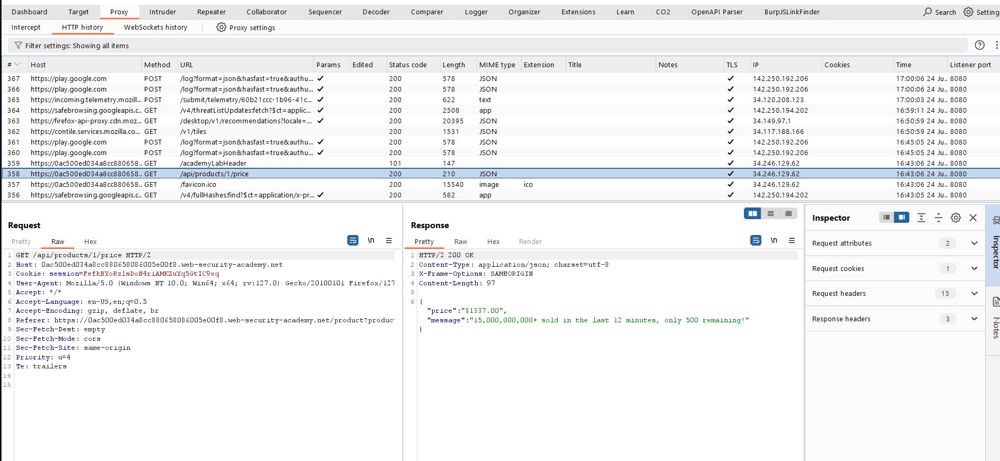 Dashboard Target Proxy Intruder Repeater Collaborator Sequencer Decoder Comparer Logger Organizer Extensions Learn CO2 OpenAPI Parser BurpJSLinkFinder Search Setting
Intercept HTTP history WebSockets history Proxy settings
Filter settings: Showing all items
# Host Method URL Params Edited Status code Length MIME type Extension Title Notes TLS IP Cookies Time Listener port
367 https://play.google.com POST /log?format=json&hasfast=true&authu... ✓ 200 578 JSON ✓ 142.250.192.206 17:00:06 24 Ju.. 8080
366 https://play.google.com POST /log?format=json&hasfast=true&authu... ✓ 200 578 JSON ✓ 142.250.192.206 17:00:06 24 Ju.. 8080
365 https://incoming.telemetry.mozill... POST /submit/telemetry/60b21ccc-1b96-41c... ✓ 200 622 text ✓ 34.120.208.123 17:00:03 24 Ju.. 8080
364 https://safebrowsing.googleapis.c... GET /v4/threatListUpdates:fetch?$ct=applic... ✓ 200 2508 app ✓ 142.250.194.202 16:59:11 24 Ju.. 8080
363 https://firefox-api-proxy.cdn.moz... GET /desktop/v1/recommendations?locale=... ✓ 200 20395 JSON ✓ 34.149.97.1 16:50:59 24 Ju.. 8080
362 https://contile.services.mozilla.co... GET /v1/tiles 200 1531 JSON ✓ 34.117.188.166 16:50:59 24 Ju.. 8080
361 https://play.google.com POST /log?format=json&hasfast=true&authu... ✓ 200 578 JSON ✓ 142.250.192.206 16:45:05 24 Ju.. 8080
360 https://play.google.com POST /log?format=json&hasfast=true&authu... ✓ 200 578 JSON ✓ 142.250.192.206 16:45:05 24 Ju.. 8080
359 https://0ac500ed034a8cc880658.. GET /academyLabHeader 101 147 ✓ 34.246.129.62 16:43:06 24 Ju.. 8080
358 https://0ac500ed034a8cc880658.. GET /api/products/1/price 200 210 JSON ✓ 34.246.129.62 16:43:06 24 Ju.. 8080
357 https://0ac500ed034a8cc880658.. GET /favicon.ico 200 15540 image ico ✓ 34.246.129.62 16:43:06 24 Ju.. 8080
356 https://safebrowsing.googleapis.c... GET /v4/fullHashes:find?$ct=application/x-pr... ✓ 200 582 app ✓ 142.250.194.202 16:43:05 24 Ju.. 8080
Request
Pretty Raw Hex \n
1 GET /api/products/1/price HTTP/2
2 Host: 0ac500ed034a8cc880658086005e00f8.web-security-academy.net
3 Cookie: session=FefkBYoRz1sDoN4riAMKZuYq5GtIC9xq
4 User-Agent: Mozilla/5.0 (Windows NT 10.0; Win64; x64; rv:127.0) Gecko/20100101 Firefox/127
5 Accept: */*
6 Accept-Language: en-US,en;q=0.5
7 Accept-Encoding: gzip, deflate, br
8 Referer: https://0ac500ed034a8cc880658086005e00f8.web-security-academy.net/product?product
9 Sec-Fetch-Dest: empty
10 Sec-Fetch-Mode: cors
11 Sec-Fetch-Site: same-origin
12 Priority: u=4
13 Te: trailers
14
15
Response
Pretty Raw Hex Render \n
1 HTTP/2 200 OK
2 Content-Type: application/json; charset=utf-8
3 X-Frame-Options: SAMEORIGIN
4 Content-Length: 97
5
6 {
"price":"$1337.00",
"message":"15,000,000,000+ sold in the last 12 minutes, only 500 remaining!"
}
Inspector
Request attributes 2
Request cookies 1
Request headers 15
Response headers 3
Inspector
Notes